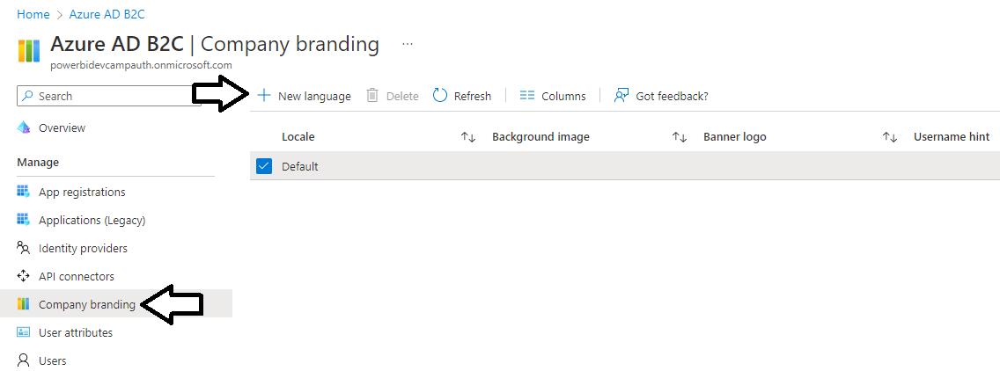 Home > Azure AD B2C
Azure AD B2C | Company branding ...
powerbidevcampauth.onmicrosoft.com
Search
New language Delete Refresh Columns Got feedback?
Overview
Locale Background image Banner logo Username hint
Manage
Default
App registrations
Applications (Legacy)
Identity providers
API connectors
Company branding
User attributes
Users